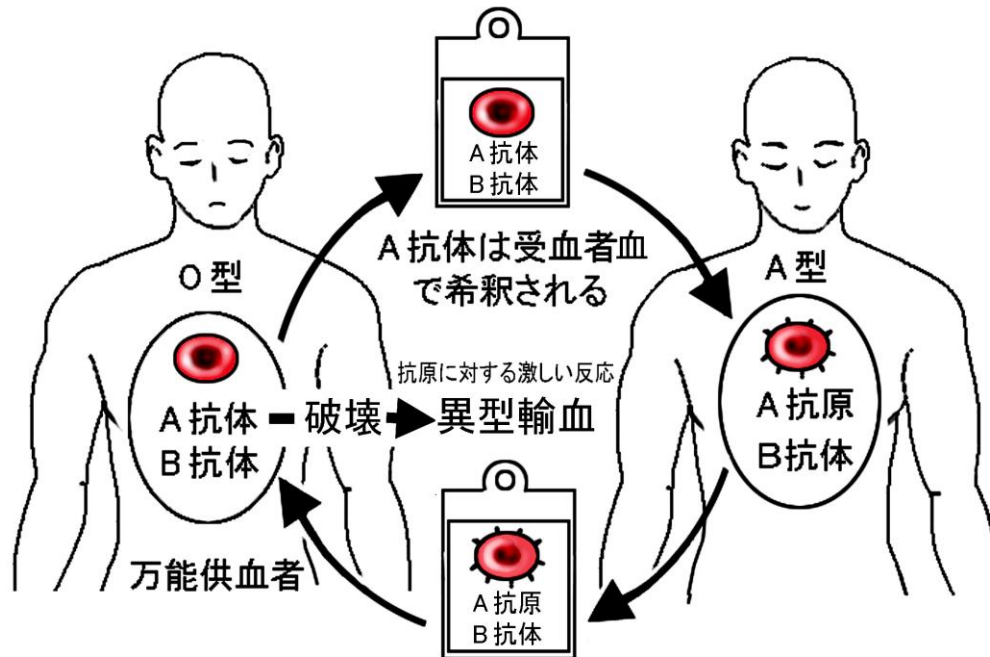 A抗体
B抗体
A抗体は受血者血
で希釈される
O型
A型
抗原に対する激しい反応
A抗体 破壊 異型輸血
B抗体
A抗原
B抗体
万能供血者
A抗原
B抗体